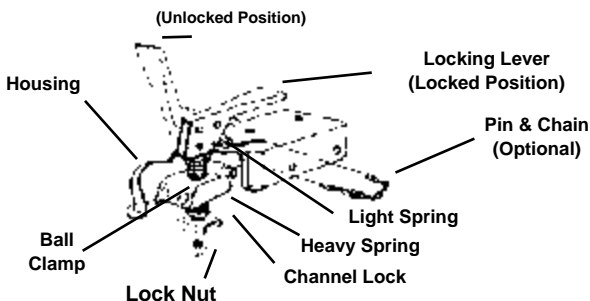 (Unlocked Position)
Locking Lever
(Locked Position)
Housing
Pin & Chain
(Optional)
Light Spring
Ball
Clamp
Heavy Spring
Channel Lock
Lock Nut